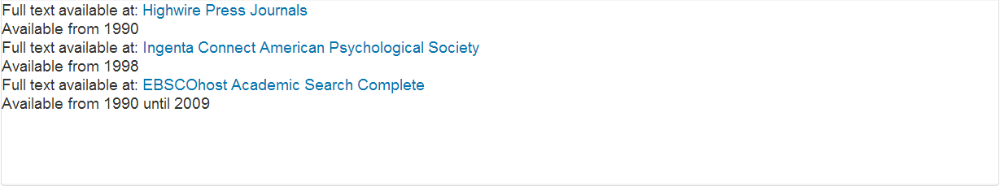 Full text available at: Highwire Press Journals
Available from 1990
Full text available at: Ingenta Connect American Psychological Society
Available from 1998
Full text available at: EBSCOhost Academic Search Complete
Available from 1990 until 2009